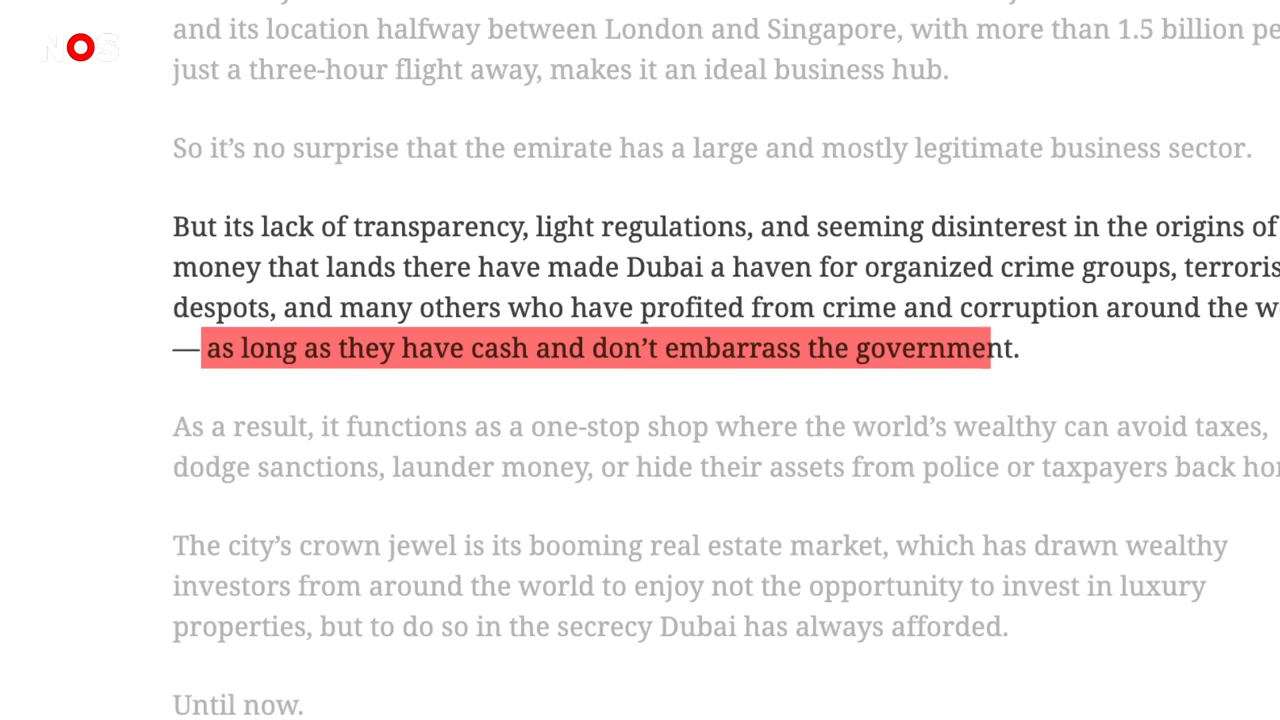 NOS
and its location halfway between London and Singapore, with more than 1.5 billion
just a three-hour flight away, makes it an ideal business hub.
So it’s no surprise that the emirate has a large and mostly legitimate business sector.
But its lack of transparency, light regulations, and seeming disinterest in the origins of
money that lands there have made Dubai a haven for organized crime groups,
despots, and many others who have profited from crime and corruption around the
— as long as they have cash and don’t embarrass the government.
As a result, it functions as a one-stop shop where the world’s wealthy can avoid taxes,
dodge sanctions, launder money, or hide their assets from police or taxpayers back
The city’s crown jewel is its booming real estate market, which has drawn wealthy
investors from around the world to enjoy not the opportunity to invest in luxury
properties, but to do so in the secrecy Dubai has always afforded.
Until now.